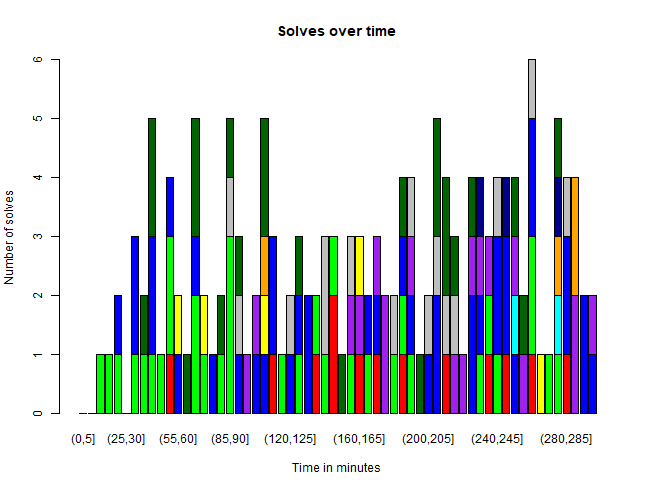 Solves over time
Number of solves
6
5
4
3
2
1
0
(0,5] (25,30] (55,60] (85,90] (120,125] (160,165] (200,205] (240,245] (280,285]
Time in minutes